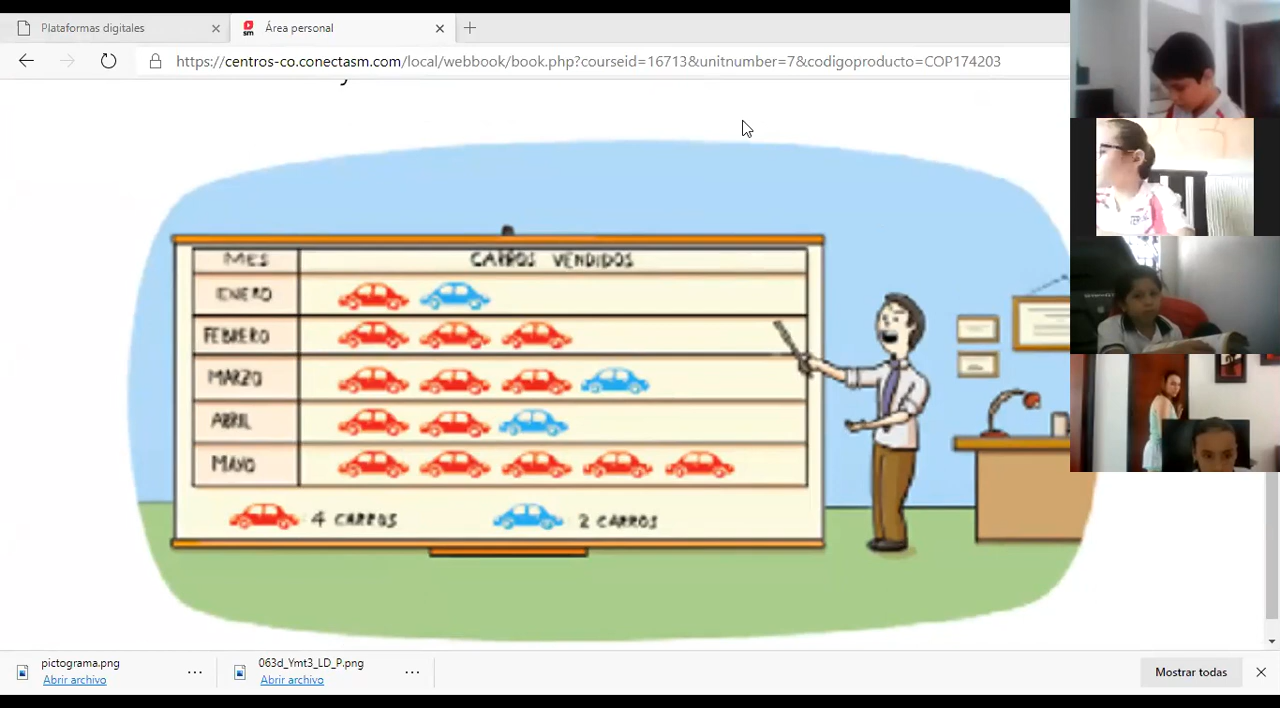 Plataformas digitales
sm
Área personal
https://centros-co.conectasm.com/local/webbook/book.php?courseid=16713&unitnumber=7&codigoproducto=COP174203
MES CARROS VENDIDOS
ENERO
FEBRERO
MARZO
ABRIL
MAYO
4 CARROS 2 CARROS
pictograma.png
Abrir archivo
063d_Ymt3_LD_P.png
Abrir archivo
Mostrar todas